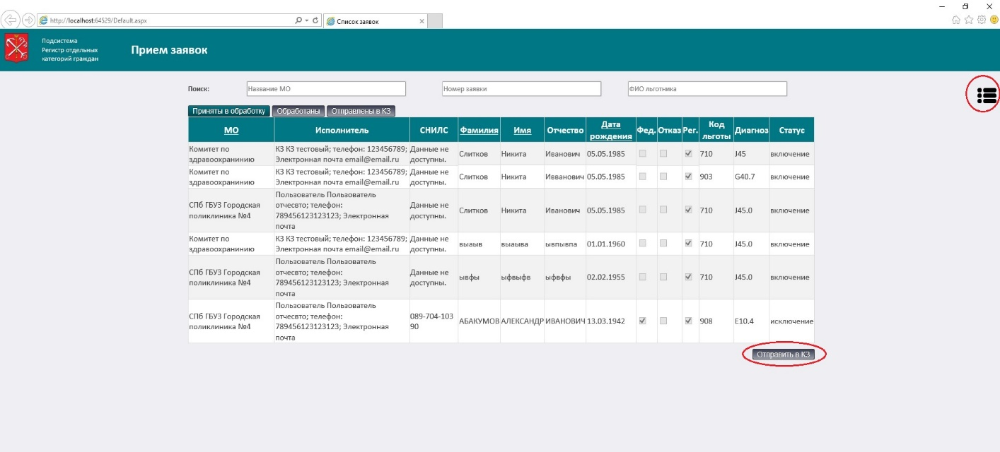 http://localhost:64529/Default.aspx
Список заявок
Подсистема
Регистр отдельных
категорий граждан
Прием заявок
Поиск: Название МО Номер заявки ФИО льготника
Приняты в обработку Обработаны Отправлены в КЗ
МО Исполнитель СНИЛС Фамилия Имя Отчество Дата рождения Фед. Отказ Рег. Код льготы Диагноз Статус
Комитет по здравоохранинию КЗ КЗ тестовый; телефон: 123456789; Электронная почта email@email.ru Данные не доступны. Слитков Никита Иванович 05.05.1985 710 J45 включение
Комитет по здравоохранинию КЗ КЗ тестовый; телефон: 123456789; Электронная почта email@email.ru Данные не доступны. Слитков Никита Ивванович 05.05.1985 903 G40.7 включение
СПб ГБУЗ Городская поликлиника №4 Пользователь Пользователь отчесвто; телефон: 789456123123123; Электронная почта Данные не доступны. Слитков Никита Иванович 05.05.1985 710 J45.0 включение
Комитет по здравоохранинию КЗ КЗ тестовый; телефон: 123456789; Электронная почта email@email.ru Данные не доступны. выаыв выаыва ывпывпа 01.01.1960 710 J45.0 включение
СПб ГБУЗ Городская поликлиника №4 Пользователь Пользователь отчесвто; телефон: 789456123123123; Электронная почта Данные не доступны. ывфы ыфвыфв ыфвфы 02.02.1955 710 J45.0 включение
СПб ГБУЗ Городская поликлиника №4 Пользователь Пользователь отчесвто; телефон: 789456123123123; Электронная почта 089-704-103 90 АБАКУМОВ АЛЕКСАНДР ИВАНОВИЧ 13.03.1942 908 E10.4 исключение
Отправить в КЗ